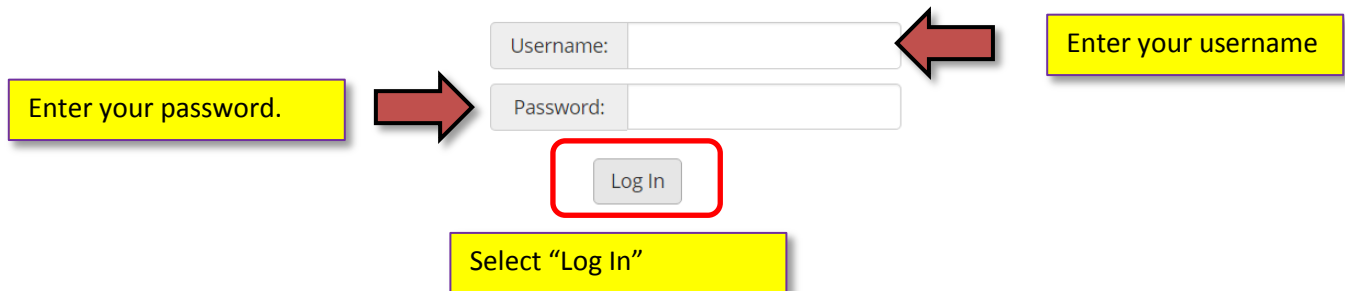 Username:
Enter your username
Enter your password.
Password:
Log In
Select “Log In”